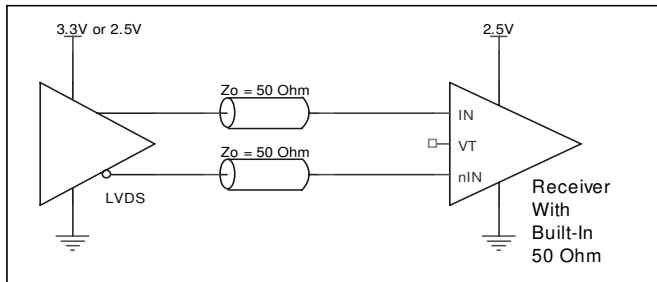 3.3V or 2.5V
2.5V
Zo = 50 Ohm
IN
VT
Zo = 50 Ohm
nIN
LVDS
Receiver
With
Built-In
50 Ohm